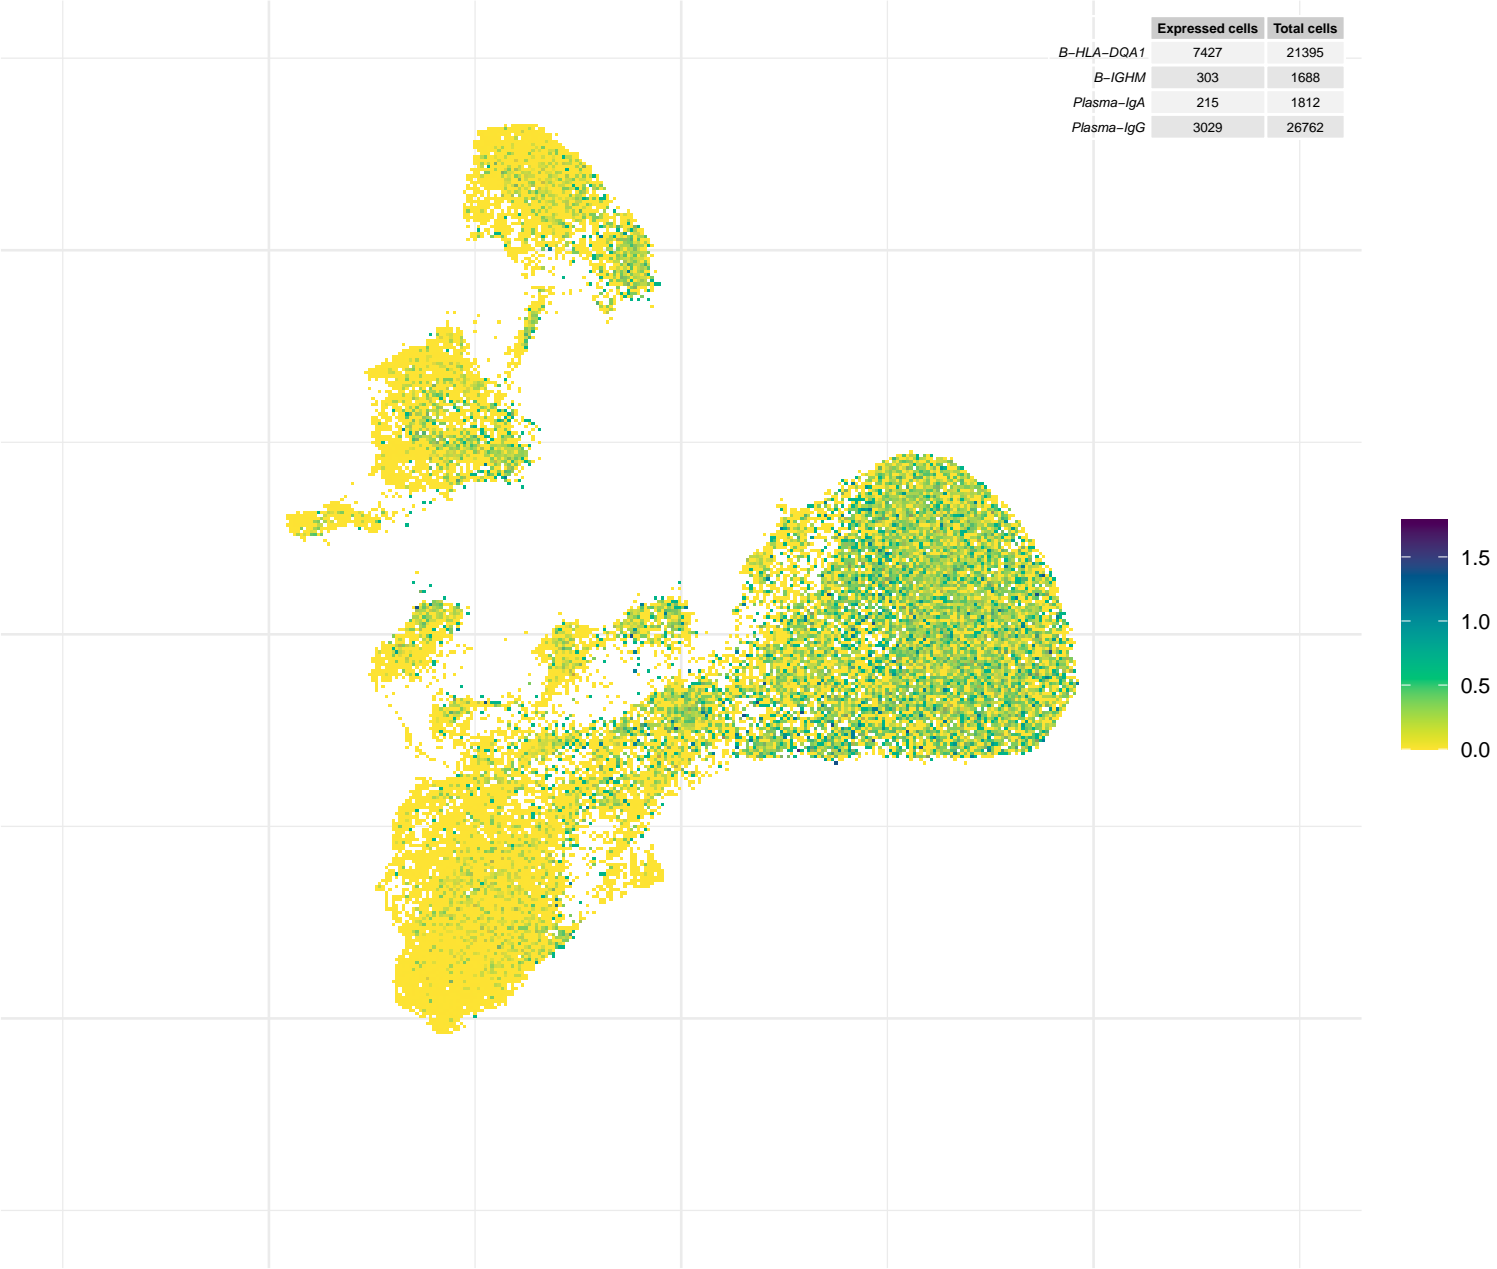 Expressed cells Total cells
B−HLA−DQA1 7427 21395
B−IGHM 303 1688
Plasma−IgA 215 1812
Plasma−IgG 3029 26762
1.5
1.0
0.5
0.0